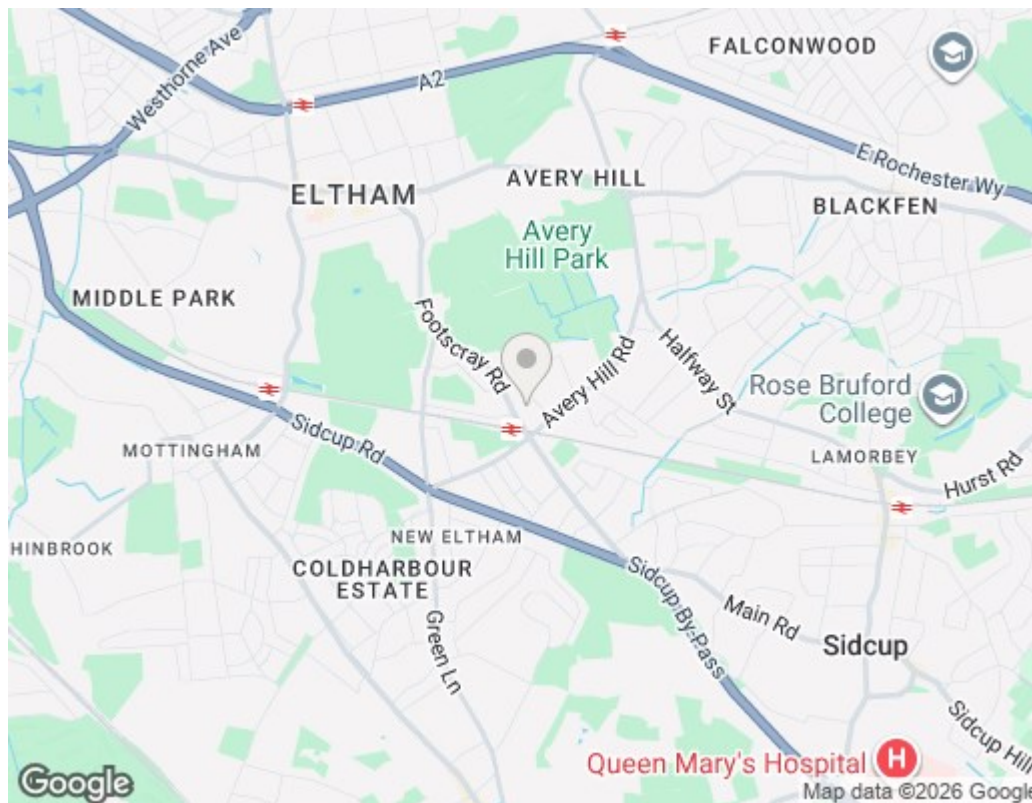 Westhorne Ave
A2
FALCONWOOD
E Rochester Wy
ELTHAM
AVERY HILL
BLACKFEN
Avery
Hill Park
MIDDLE PARK
Footscray Rd
Avery Hill Rd
Halfway St
Rose Bruford
College
Sidcup Rd
MOTTINGHAM
LAMORBEY
Hurst Rd
HINBROOK
NEW ELTHAM
COLDHARBOUR
ESTATE
Green Ln
Sidcup By-Pass
Main Rd
Sidcup
Sidcup Hill
Queen Mary's Hospital
H
Google
Map data ©2026 Google